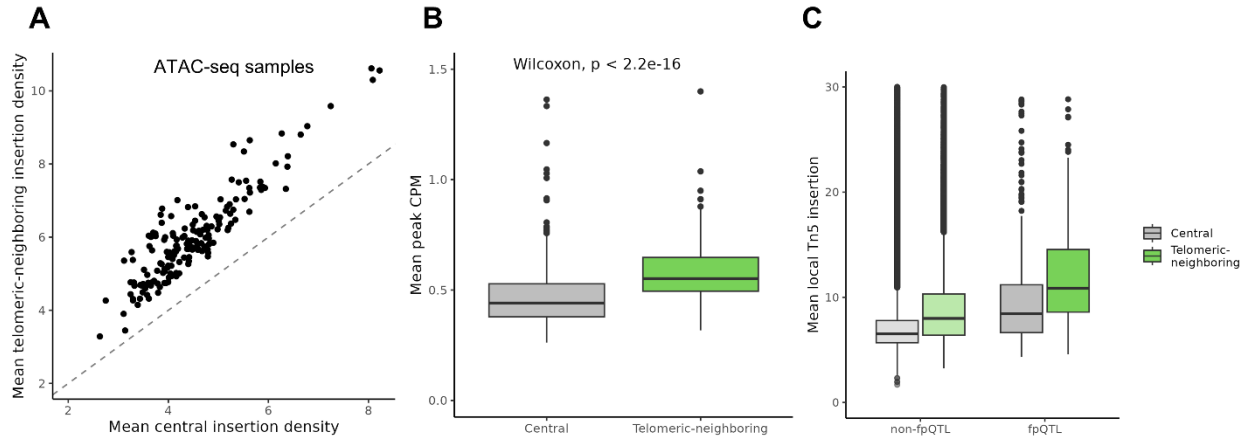 A
ATAC-seq samples
Mean telomeric-neighboring insertion density
10
8
6
4
2
2
4
6
8
Mean central insertion density
B
Wilcoxon, p < 2.2e-16
Mean peak CPM
1.5
1.0
0.5
0.0
Central
Telomeric-neighboring
C
Mean local Tn5 insertion
30
20
10
0
non-fpQTL
fpQTL
Central
Telomeric-
neighboring